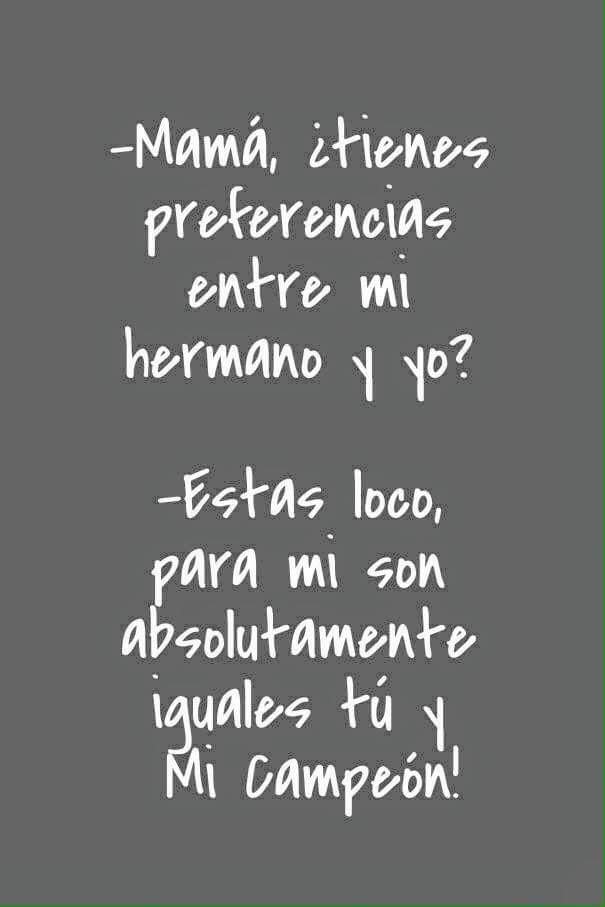 -Mamá, ¿tienes
preferencias
entre mi
hermano y yo?
-Estas loco,
para mi son
absolutamente
iguales tú y
Mi Campeón!